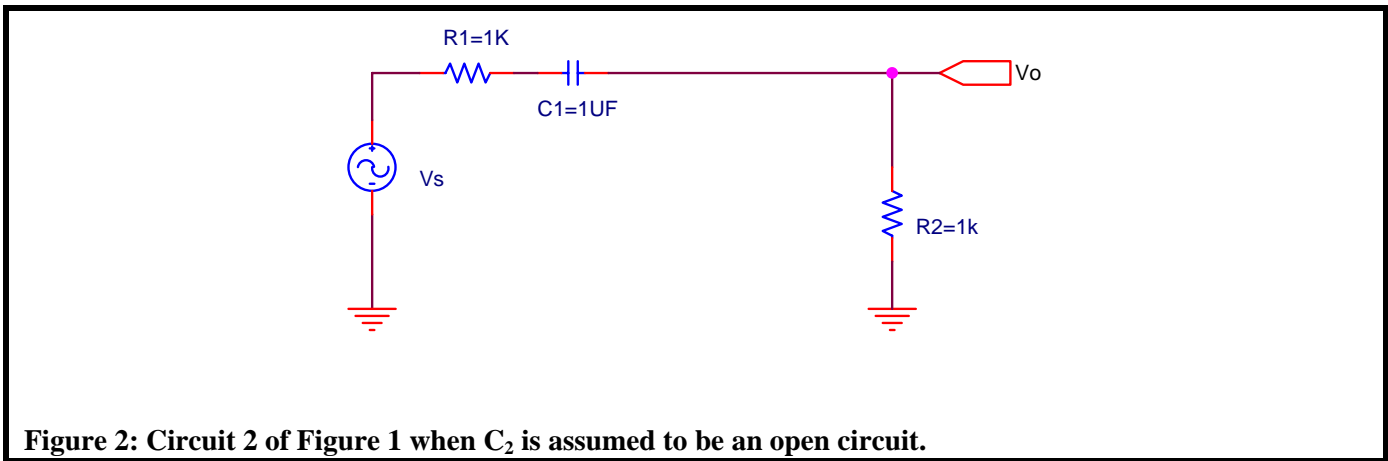 R1=1K
C1=1UF
Vo
+
Vs
-
R2=1k
Figure 2: Circuit 2 of Figure 1 when C₂ is assumed to be an open circuit.